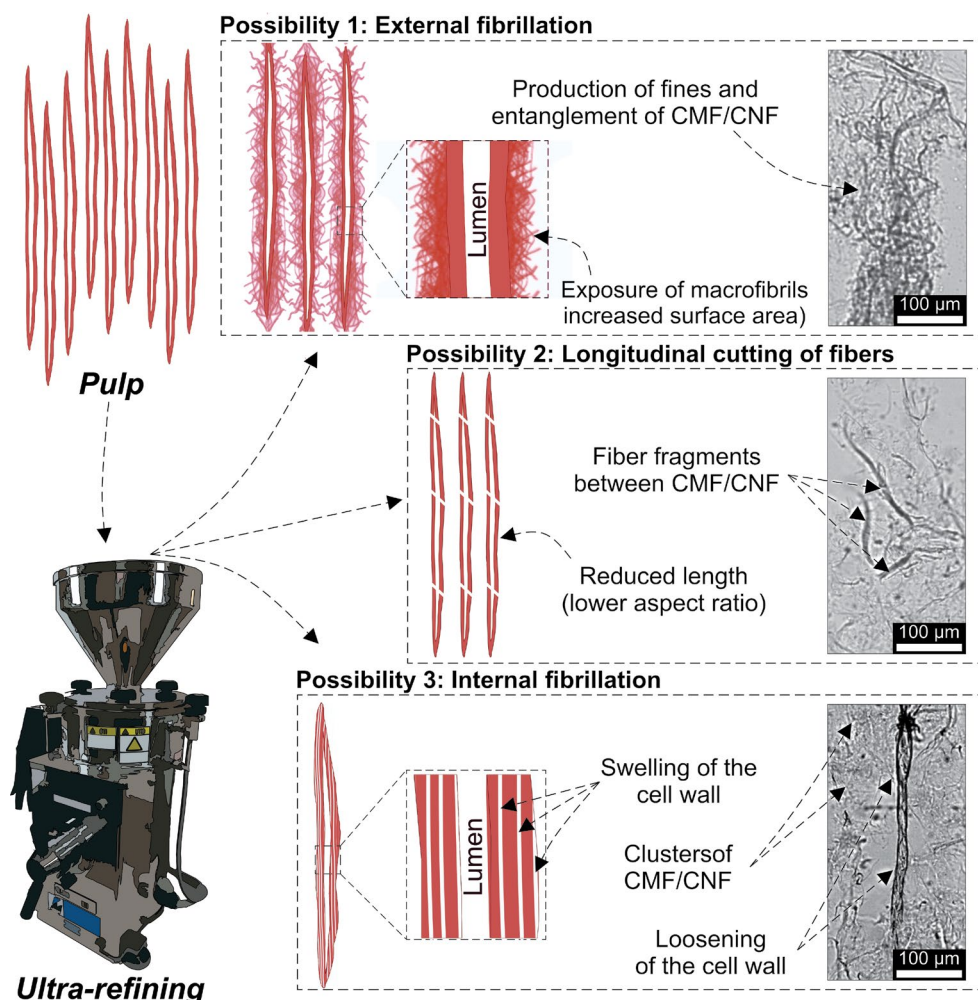 Possibility 1: External fibrillation
Production of fines and
entanglement of CMF/CNF
Lumen
Exposure of macrofibrils
increased surface area)
100 µm
Pulp
Possibility 2: Longitudinal cutting of fibers
Fiber fragments
between CMF/CNF
Reduced length
(lower aspect ratio)
100 µm
Possibility 3: Internal fibrillation
Swelling of the
cell wall
Lumen
Clustersof
CMF/CNF
Loosening
of the cell wall
100 µm
Ultra-refining